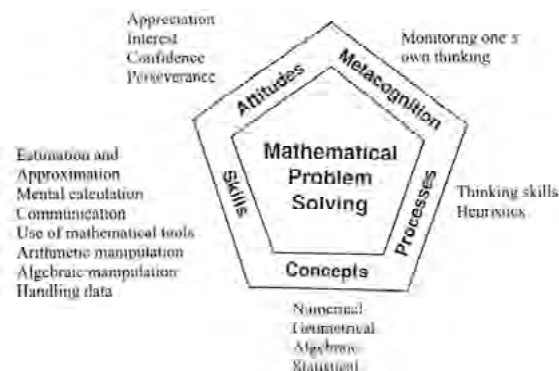 Appreciation
Interest
Confidence
Perseverance
Attitudes
Metacognition
Monitoring one s
own thinking
Estimation and
Approximation
Mental calculation
Communication
Use of mathematical tools
Arithmetic manipulation
Algebraic manipulation
Handling data
Skills
Mathematical
Problem
Solving
Processes
Thinking skills
Heuristics
Concepts
Numerical
Geometrical
Algebraic
Statistical